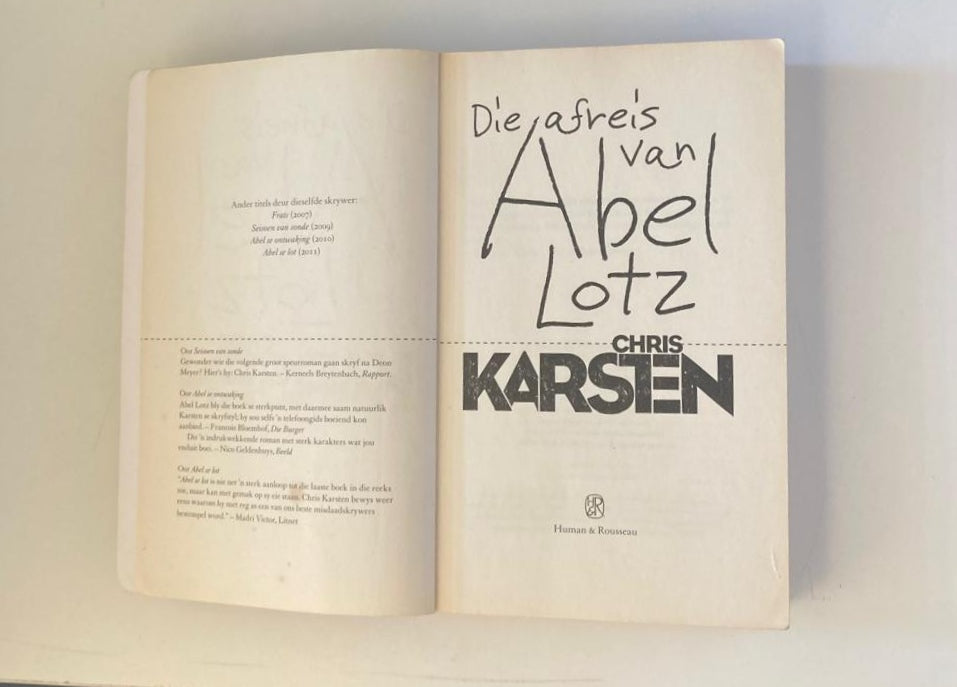 Ander titels deur dieselfde skrywer:
Frats (2007)
Seisoen van sonde (2009)
Abel se ontwaking (2010)
Abel se lot (2011)
Oor Seisoen van sonde
Gewonder wie die volgende groot speurroman gaan skryf na Deon
Meyer? Hier's hy: Chris Karsten. – Kerneels Breytenbach, Rapport.
Oor Abel se ontwaking
Abel Lotz bly die boek se sterkpunt, met daarmee saam natuurlik
Karsten se skryfstyl; hy sou selfs 'n telefoongids boeiend kon
aanbied. – Francois Bloemhof, Die Burger
Dis 'n indrukwekkende roman met sterk karakters wat jou
einduit boei. – Nico Geldenhuys, Beeld
Oor Abel se lot
"Abel se lot is nie net 'n sterk aanloop tot die laaste boek in die reeks
nie, maar kan met gemak op sy eie staan. Chris Karsten bewys weer
eens waarom hy met reg as een van ons beste misdaadskrywers
bestempel word." – Madri Victor, Litnet
Die afreis
van
Abel
Lotz
CHRIS
KARSTEN
Human & Rousseau